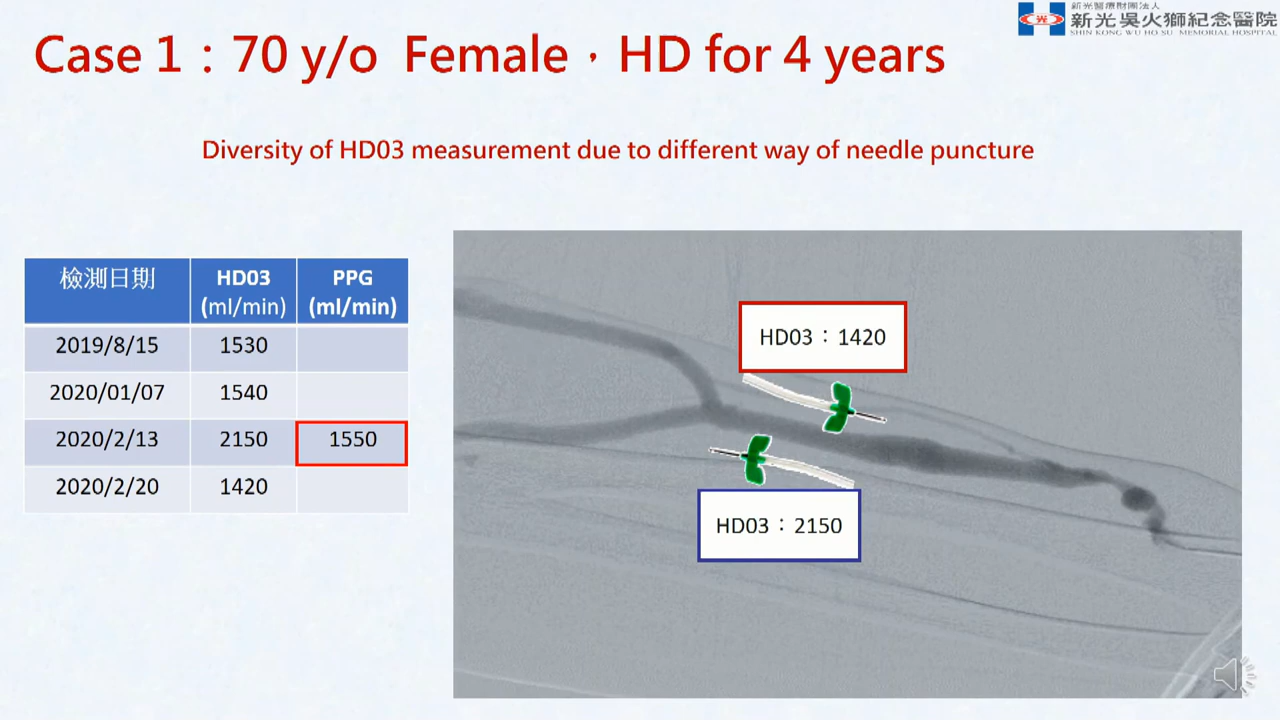 新光醫療財團法人
新光吳火獅紀念醫院
SHIN KONG WU HO SU MEMORIAL HOSPITAL
Case 1：70 y/o Female，HD for 4 years
Diversity of HD03 measurement due to different way of needle puncture
檢測日期 HD03 (ml/min) PPG (ml/min)
2019/8/15 1530
2020/01/07 1540
2020/2/13 2150 1550
2020/2/20 1420
HD03：1420
HD03：2150